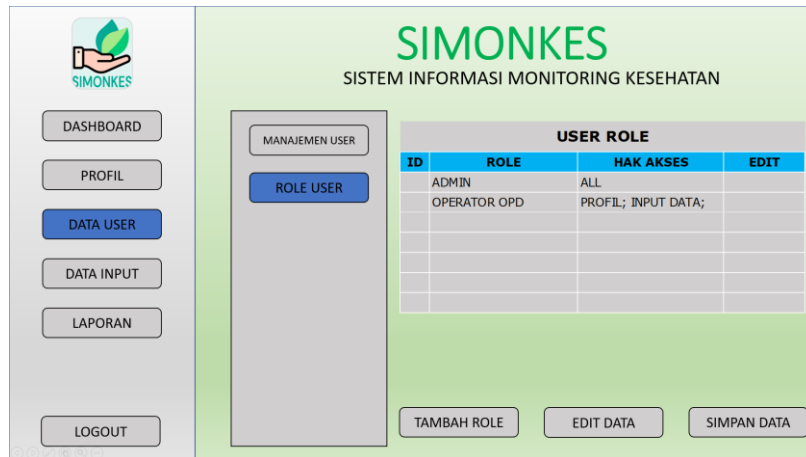 SIMONKES
SIMONKES
SISTEM INFORMASI MONITORING KESEHATAN
DASHBOARD
PROFIL
DATA USER
DATA INPUT
LAPORAN
LOGOUT
MANAJEMEN USER
ROLE USER
USER ROLE
ID ROLE HAK AKSES EDIT
ADMIN ALL
OPERATOR OPD PROFIL; INPUT DATA;
TAMBAH ROLE EDIT DATA SIMPAN DATA